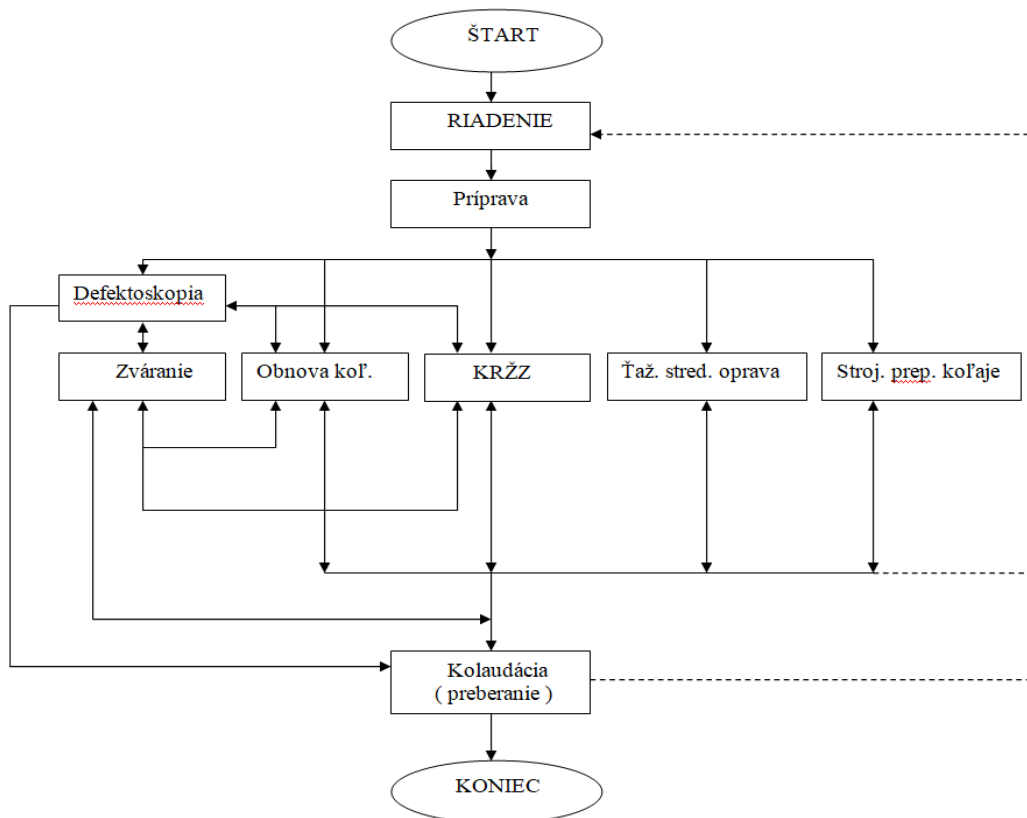 ŠTART
RIADENIE
Príprava
Defektoskopia
Zváranie
Obnova koľ.
KRŽZ
Ťaž. stred. oprava
Stroj. prep. koľaje
Kolaudácia
( preberanie )
KONIEC